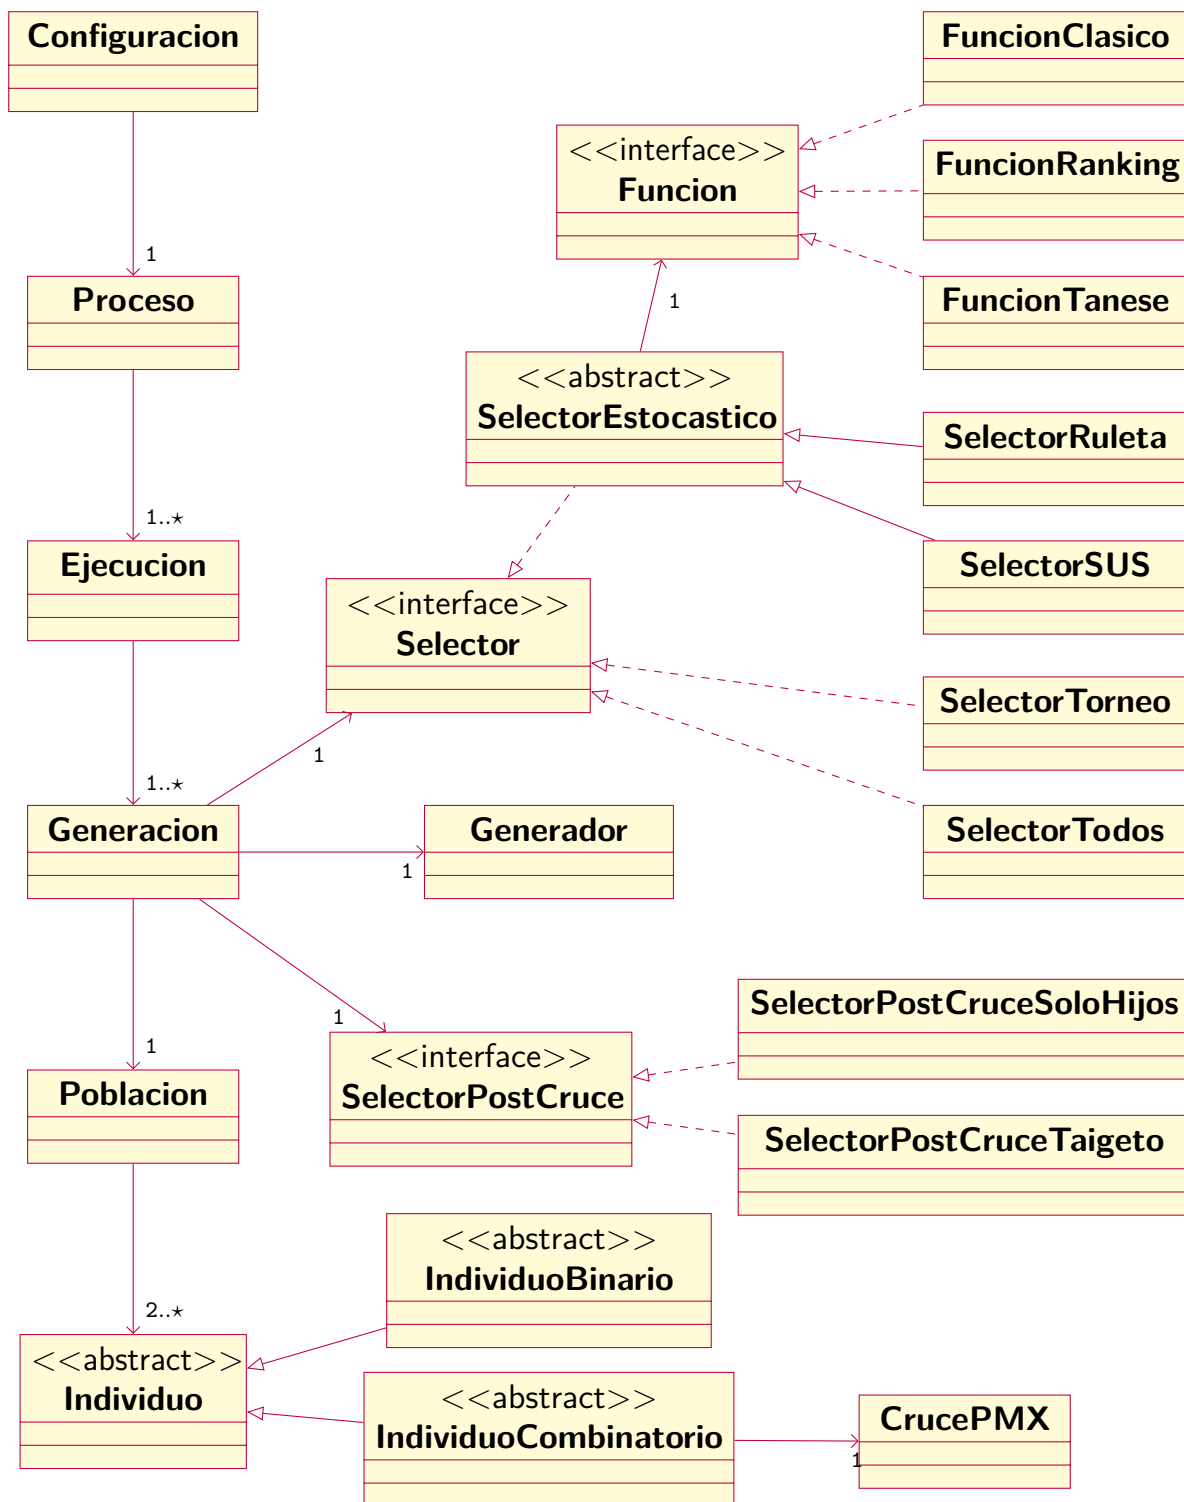 Configuracion
FuncionClasico
<<interface>>
Funcion
FuncionRanking
1
Proceso
1
FuncionTanese
<<abstract>>
SelectorEstocastico
SelectorRuleta
1..*
Ejecucion
SelectorSUS
<<interface>>
Selector
SelectorTorneo
1
1..*
Generacion
Generador
1
SelectorTodos
SelectorPostCruceSoloHijos
1
1
<<interface>>
SelectorPostCruce
Poblacion
SelectorPostCruceTaigeto
<<abstract>>
IndividuoBinario
2..*
<<abstract>>
Individuo
<<abstract>>
IndividuoCombinatorio
CrucePMX
1